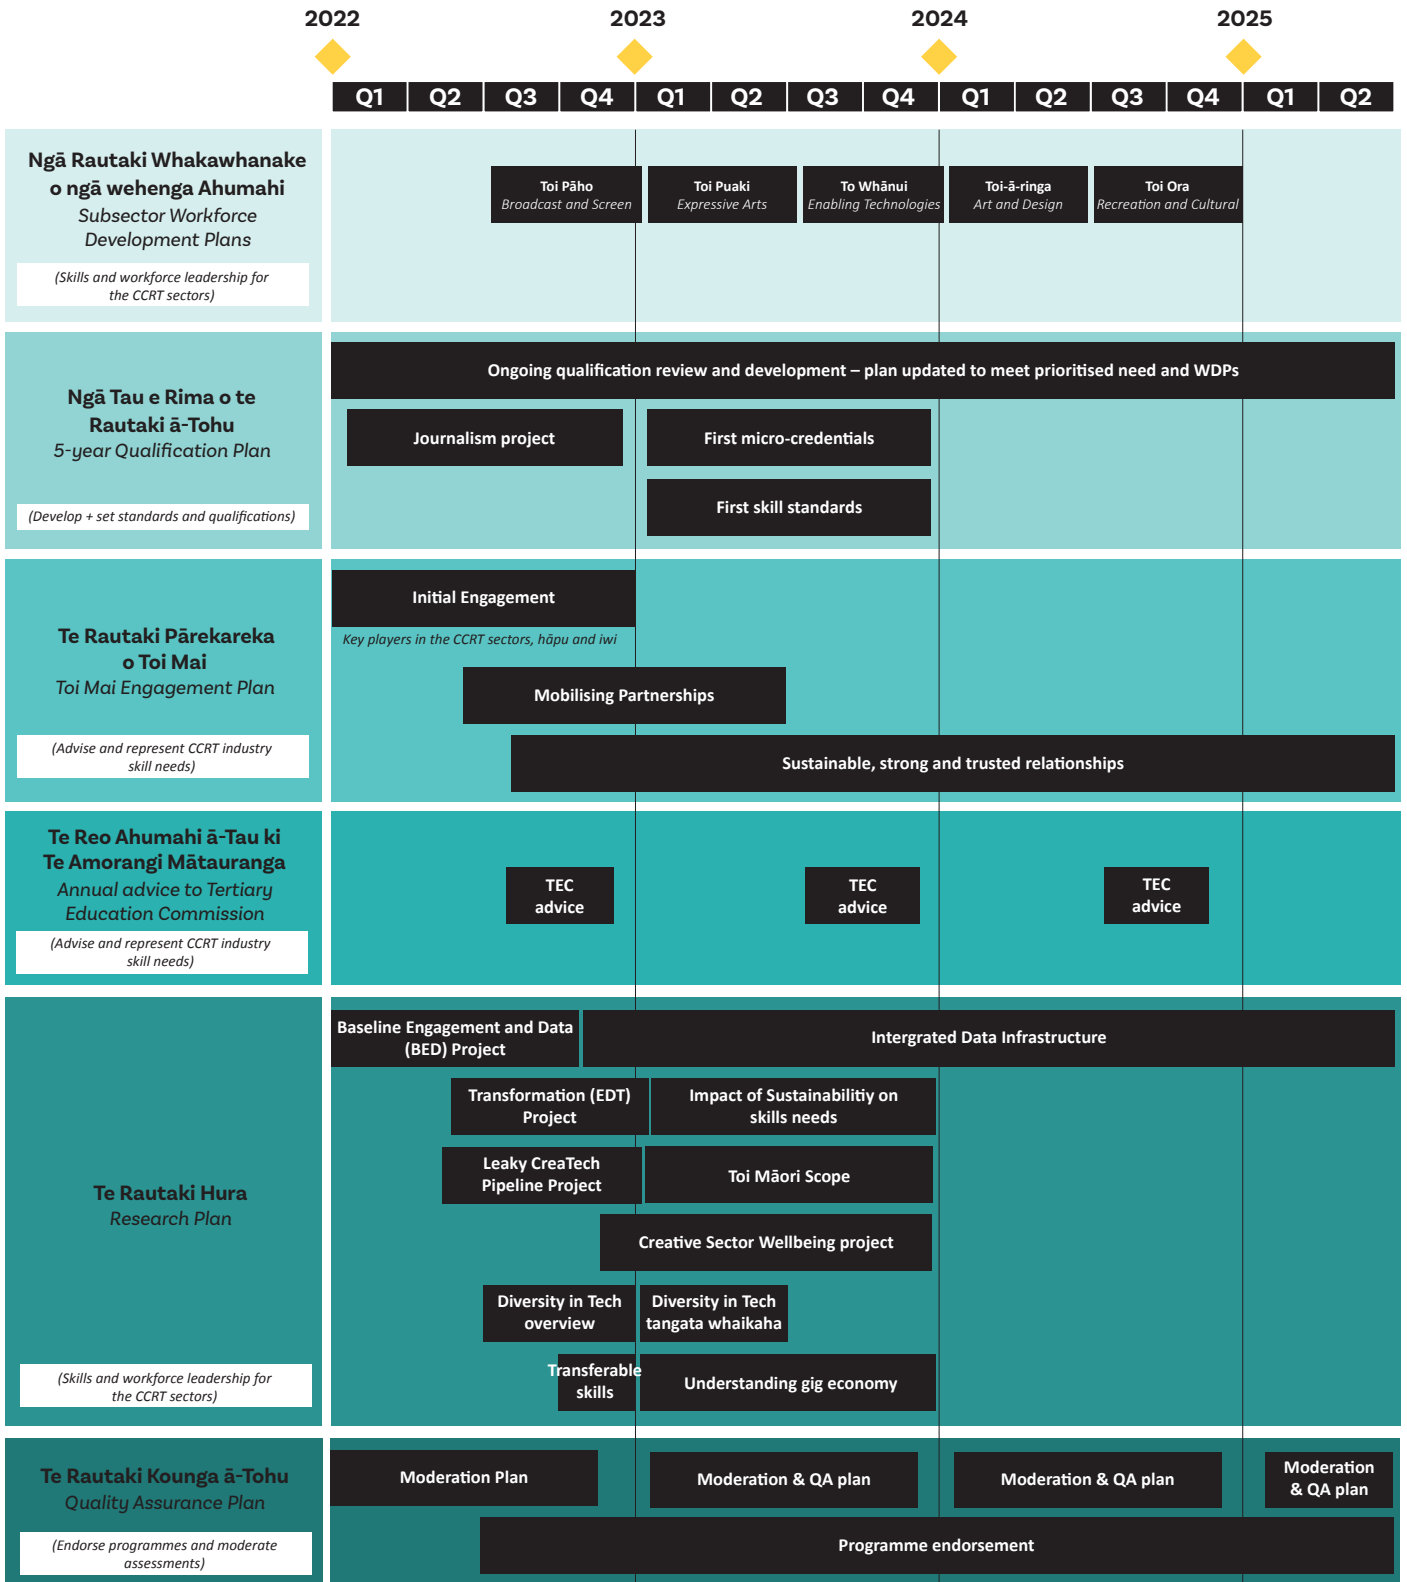 2022 2023 2024 2025
Q1 Q2 Q3 Q4 Q1 Q2 Q3 Q4 Q1 Q2 Q3 Q4 Q1 Q2
Ngā Rautaki Whakawhanake
o ngā wehenga Ahumahi
Subsector Workforce
Development Plans
(Skills and workforce leadership for
the CCRT sectors)
Toi Pāho
Broadcast and Screen
Toi Puaki
Expressive Arts
To Whānui
Enabling Technologies
Toi-ā-ringa
Art and Design
Toi Ora
Recreation and Cultural
Ngā Tau e Rima o te
Rautaki ā-Tohu
5-year Qualification Plan
(Develop + set standards and qualifications)
Ongoing qualification review and development – plan updated to meet prioritised need and WDPs
Journalism project
First micro-credentials
First skill standards
Te Rautaki Pārekareka
o Toi Mai
Toi Mai Engagement Plan
(Advise and represent CCRT industry
skill needs)
Initial Engagement
Key players in the CCRT sectors, hāpu and iwi
Mobilising Partnerships
Sustainable, strong and trusted relationships
Te Reo Ahumahi ā-Tau ki
Te Amorangi Mātauranga
Annual advice to Tertiary
Education Commission
(Advise and represent CCRT industry
skill needs)
TEC
advice
TEC
advice
TEC
advice
Te Rautaki Hura
Research Plan
(Skills and workforce leadership for
the CCRT sectors)
Baseline Engagement and Data
(BED) Project
Intergrated Data Infrastructure
Transformation (EDT)
Project
Impact of Sustainabilitiy on
skills needs
Leaky CreaTech
Pipeline Project
Toi Māori Scope
Creative Sector Wellbeing project
Diversity in Tech
overview
Diversity in Tech
tangata whaikaha
Transferable
skills
Understanding gig economy
Te Rautaki Kounga ā-Tohu
Quality Assurance Plan
(Endorse programmes and moderate
assessments)
Moderation Plan
Moderation & QA plan
Moderation & QA plan
Moderation
& QA plan
Programme endorsement